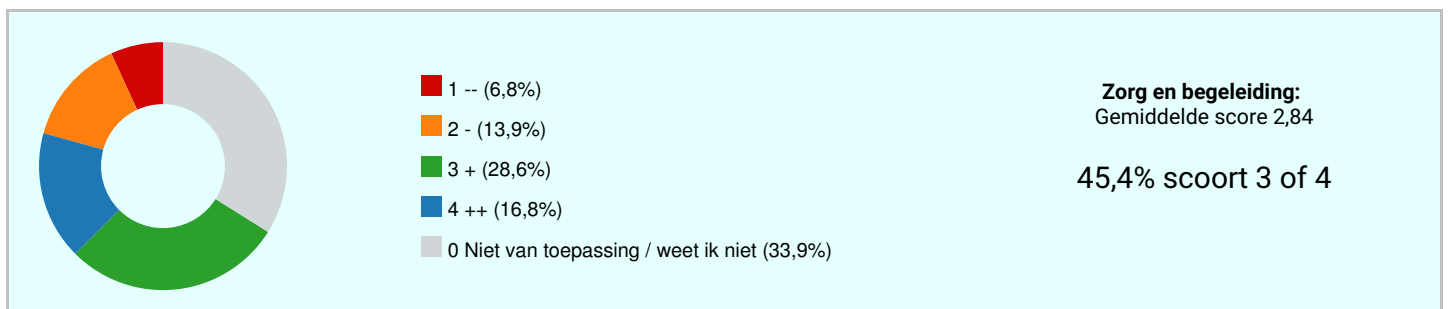 1 -- (6,8%)
2 - (13,9%)
3 + (28,6%)
4 ++ (16,8%)
0 Niet van toepassing / weet ik niet (33,9%)
Zorg en begeleiding:
Gemiddelde score 2,84
45,4% scoort 3 of 4